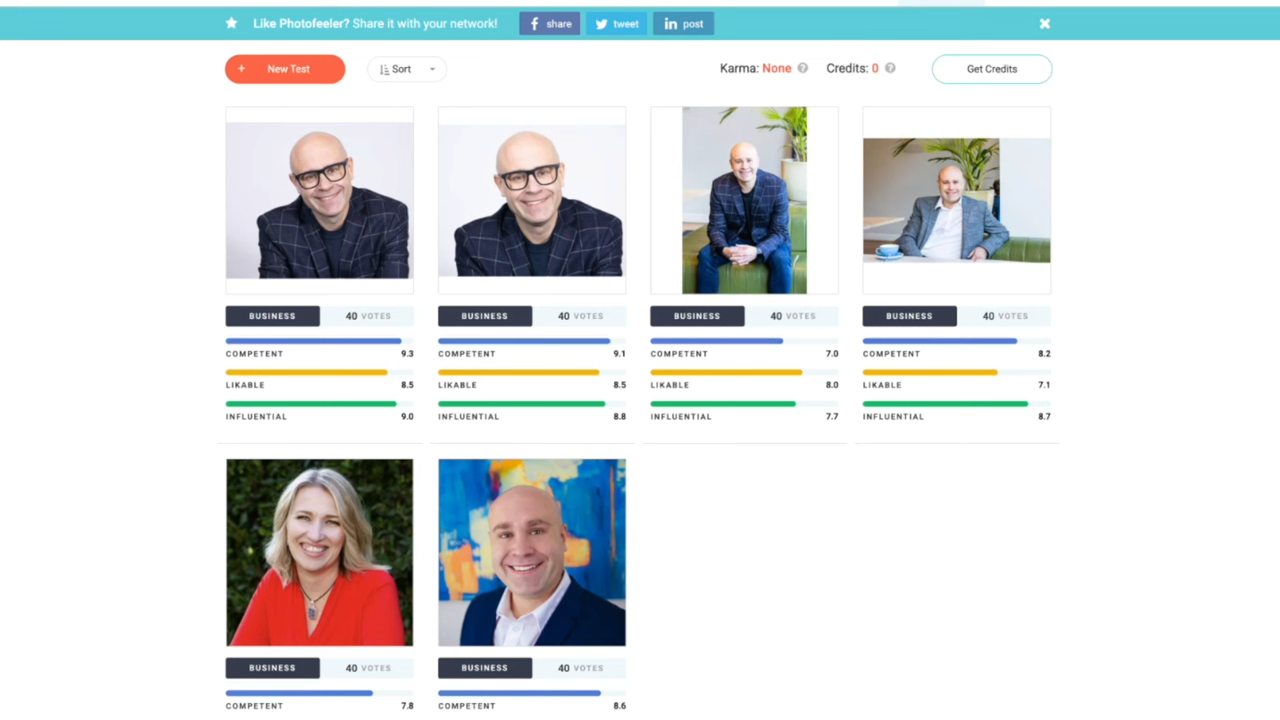 Like Photofeeler? Share it with your network! share tweet in post
+ New Test Sort Karma: None ? Credits: 0 ? Get Credits
BUSINESS 40 VOTES BUSINESS 40 VOTES BUSINESS 40 VOTES BUSINESS 40 VOTES
COMPETENT 9.3 COMPETENT 9.1 COMPETENT 7.0 COMPETENT 8.2
LIKABLE 8.5 LIKABLE 8.5 LIKABLE 8.0 LIKABLE 7.1
INFLUENTIAL 9.0 INFLUENTIAL 8.8 INFLUENTIAL 7.7 INFLUENTIAL 8.7
BUSINESS 40 VOTES BUSINESS 40 VOTES
COMPETENT 7.8 COMPETENT 8.6